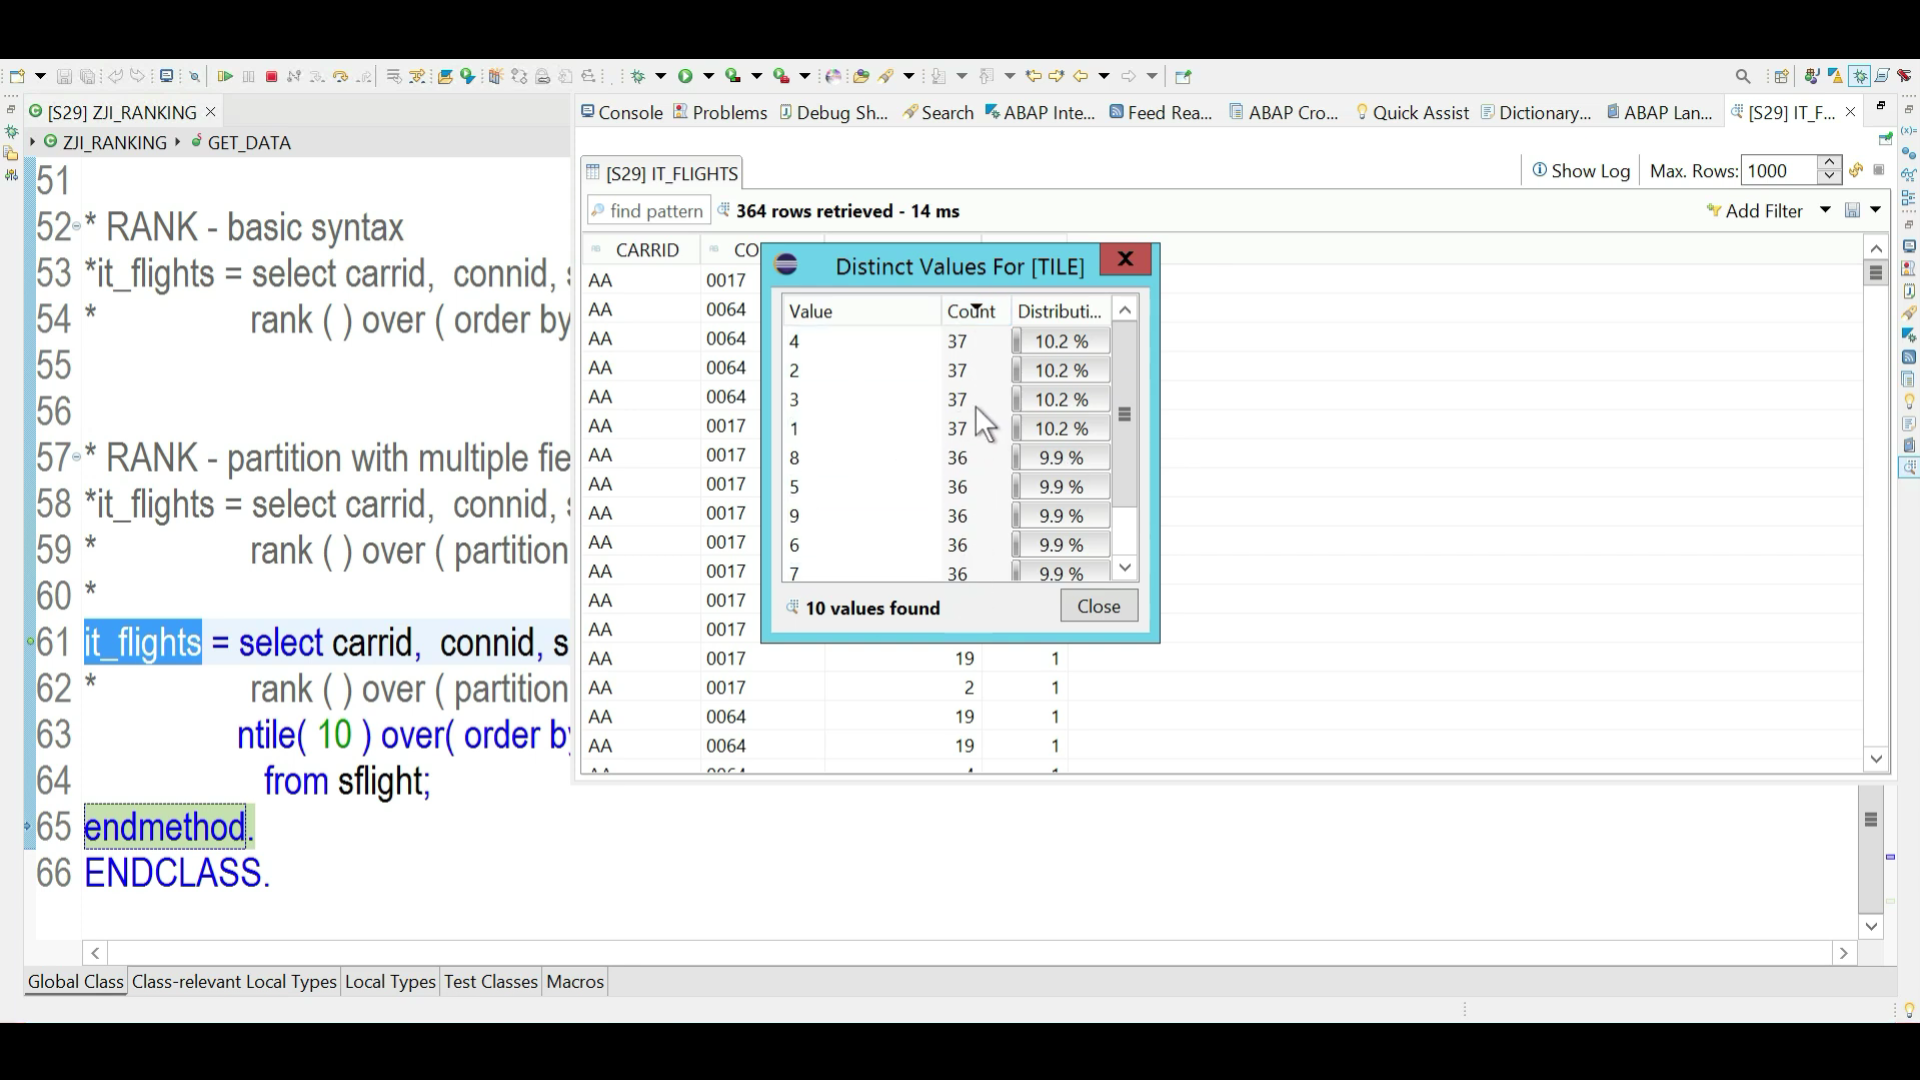 [S29] ZJI_RANKING
Console Problems Debug Sh... Search ABAP Inte... Feed Rea... ABAP Cro... Quick Assist Dictionary... ABAP Lan... [S29] IT_F...
ZJI_RANKING GET_DATA
[S29] IT_FLIGHTS
Show Log Max. Rows: 1000
find pattern 364 rows retrieved - 14 ms Add Filter
51
52 * RANK - basic syntax
53 *it_flights = select carrid, connid, s
54 * rank ( ) over ( order by
55
56
57 * RANK - partition with multiple fie
58 *it_flights = select carrid, connid, s
59 * rank ( ) over ( partition
60 *
61 it_flights = select carrid, connid, s
62 * rank ( ) over ( partition
63 ntile( 10 ) over( order by
64 from sflight;
65 endmethod.
66 ENDCLASS.
CARRID CO
AA 0017
AA 0064
AA 0064
AA 0064
AA 0064
AA 0017
AA 0017
AA 0017
AA 0017
AA 0017
AA 0017
AA 0017
AA 0017
AA 0017 19 1
AA 0017 2 1
AA 0064 19 1
AA 0064 19 1
AA 0064 4 1
Distinct Values For [TILE]
Value Count Distributi...
4 37 10.2 %
2 37 10.2 %
3 37 10.2 %
1 37 10.2 %
8 36 9.9 %
5 36 9.9 %
9 36 9.9 %
6 36 9.9 %
7 36 9.9 %
10 values found Close
Global Class Class-relevant Local Types Local Types Test Classes Macros